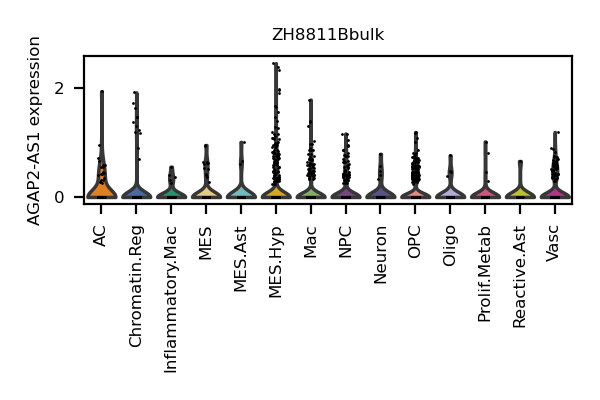 ZH8811Bbulk
AGAP2-AS1 expression
2
0
AC
Chromatin.Reg
Inflammatory.Mac
MES
MES.Ast
MES.Hyp
Mac
NPC
Neuron
OPC
Oligo
Prolif.Metab
Reactive.Ast
Vasc